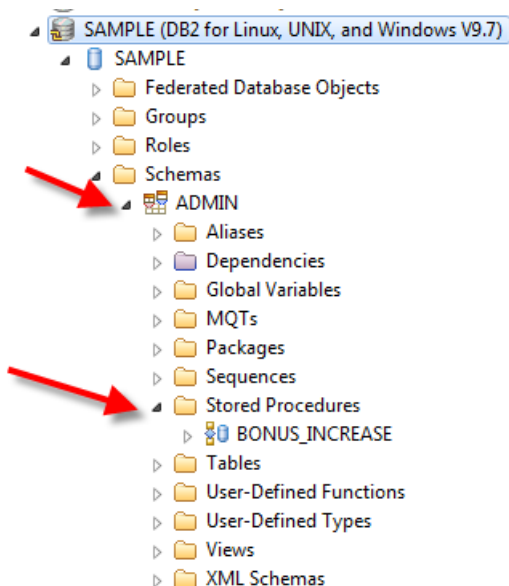 SAMPLE (DB2 for Linux, UNIX, and Windows V9.7)
SAMPLE
Federated Database Objects
Groups
Roles
Schemas
ADMIN
Aliases
Dependencies
Global Variables
MQTs
Packages
Sequences
Stored Procedures
BONUS_INCREASE
Tables
User-Defined Functions
User-Defined Types
Views
XML Schemas